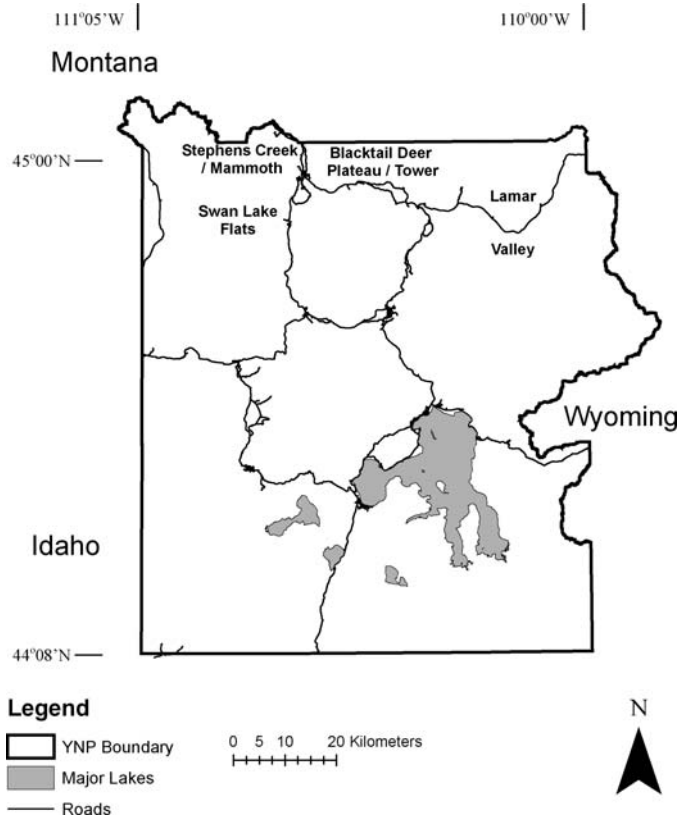 111°05'W
110°00'W
Montana
45°00'N
Stephens Creek
/ Mammoth
Blacktail Deer
Plateau / Tower
Lamar
Swan Lake
Flats
Valley
Wyoming
Idaho
44°08'N
Legend
YNP Boundary
Major Lakes
Roads
0 5 10 20 Kilometers
N